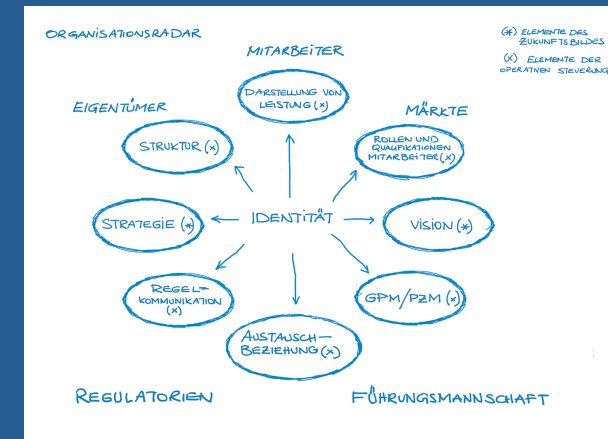 ORGANISATIONSRADAR
(*) ELEMENTE DES
ZUKUNFTSBILDES
(x) ELEMENTE DER
OPERATIVEN STEUERUNG
MITARBEITER
DARSTELLUNG VON
LEISTUNG (x)
EIGENTÜMER
MÄRKTE
STRUKTUR (x)
ROLLEN UND
QUALIFIKATIONEN
MITARBEITER (x)
STRATEGIE (*)
IDENTITÄT
VISION (*)
REGEL-
KOMMUNIKATION
(x)
GPM/PZM (x)
AUSTAUSCH-
BEZIEHUNG (x)
REGULATORIEN
FÜHRUNGSMANNSCHAFT